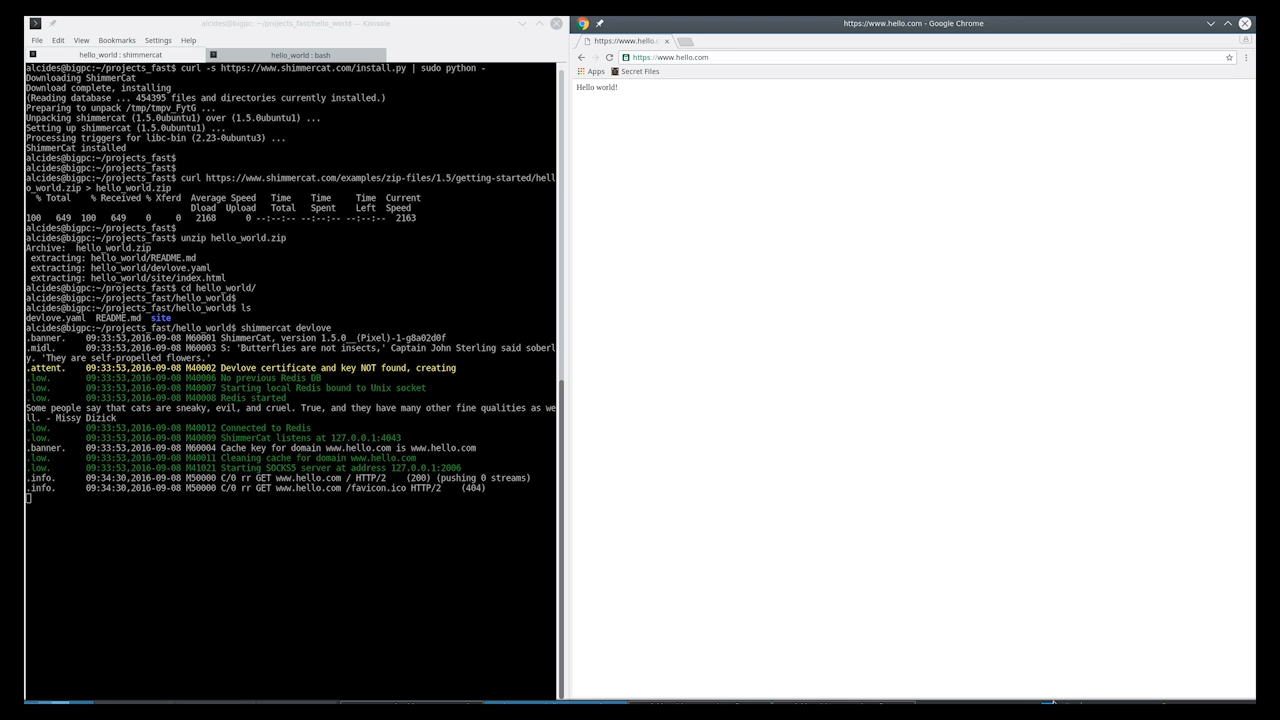 alcides@bigpc: ~/projects_fast/hello_world — Konsole
File Edit View Bookmarks Settings Help
hello_world : shimmercat
hello_world : bash
alcides@bigpc:~/projects_fast$ curl -s https://www.shimmercat.com/install.py | sudo python -
Downloading ShimmerCat
Download complete, installing
(Reading database ... 454395 files and directories currently installed.)
Preparing to unpack /tmp/tmpv_FytG ...
Unpacking shimmercat (1.5.0ubuntu1) over (1.5.0ubuntu1) ...
Setting up shimmercat (1.5.0ubuntu1) ...
Processing triggers for libc-bin (2.23-0ubuntu3) ...
ShimmerCat installed
alcides@bigpc:~/projects_fast$
alcides@bigpc:~/projects_fast$
alcides@bigpc:~/projects_fast$ curl https://www.shimmercat.com/examples/zip-files/1.5/getting-started/hell
o_world.zip > hello_world.zip
% Total % Received % Xferd Average Speed Time Time Time Current
Dload Upload Total Spent Left Speed
100 649 100 649 0 0 2168 0 --:--:-- --:--:-- --:--:-- 2163
alcides@bigpc:~/projects_fast$
alcides@bigpc:~/projects_fast$ unzip hello_world.zip
Archive: hello_world.zip
extracting: hello_world/README.md
extracting: hello_world/devlove.yaml
extracting: hello_world/site/index.html
alcides@bigpc:~/projects_fast$ cd hello_world/
alcides@bigpc:~/projects_fast/hello_world$
alcides@bigpc:~/projects_fast/hello_world$ ls
devlove.yaml README.md site
alcides@bigpc:~/projects_fast/hello_world$ shimmercat devlove
.banner. 09:33:53,2016-09-08 M60001 ShimmerCat, version 1.5.0__(Pixel)-1-g8a02d0f
.midl. 09:33:53,2016-09-08 M60003 S: 'Butterflies are not insects,' Captain John Sterling said soberl
y. 'They are self-propelled flowers.'
.attent. 09:33:53,2016-09-08 M40002 Devlove certificate and key NOT found, creating
.low. 09:33:53,2016-09-08 M40006 No previous Redis DB
.low. 09:33:53,2016-09-08 M40007 Starting local Redis bound to Unix socket
.low. 09:33:53,2016-09-08 M40008 Redis started
Some people say that cats are sneaky, evil, and cruel. True, and they have many other fine qualities as we
ll. - Missy Dizick
.low. 09:33:53,2016-09-08 M40012 Connected to Redis
.low. 09:33:53,2016-09-08 M40009 ShimmerCat listens at 127.0.0.1:4043
.banner. 09:33:53,2016-09-08 M60004 Cache key for domain www.hello.com is www.hello.com
.low. 09:33:53,2016-09-08 M40011 Cleaning cache for domain www.hello.com
.low. 09:33:53,2016-09-08 M41021 Starting SOCKS5 server at address 127.0.0.1:2006
.info. 09:34:30,2016-09-08 M50000 C/0 rr GET www.hello.com / HTTP/2 (200) (pushing 0 streams)
.info. 09:34:30,2016-09-08 M50000 C/0 rr GET www.hello.com /favicon.ico HTTP/2 (404)
https://www.hello.com - Google Chrome
https://www.hello.
https://www.hello.com
Apps Secret Files
Hello world!